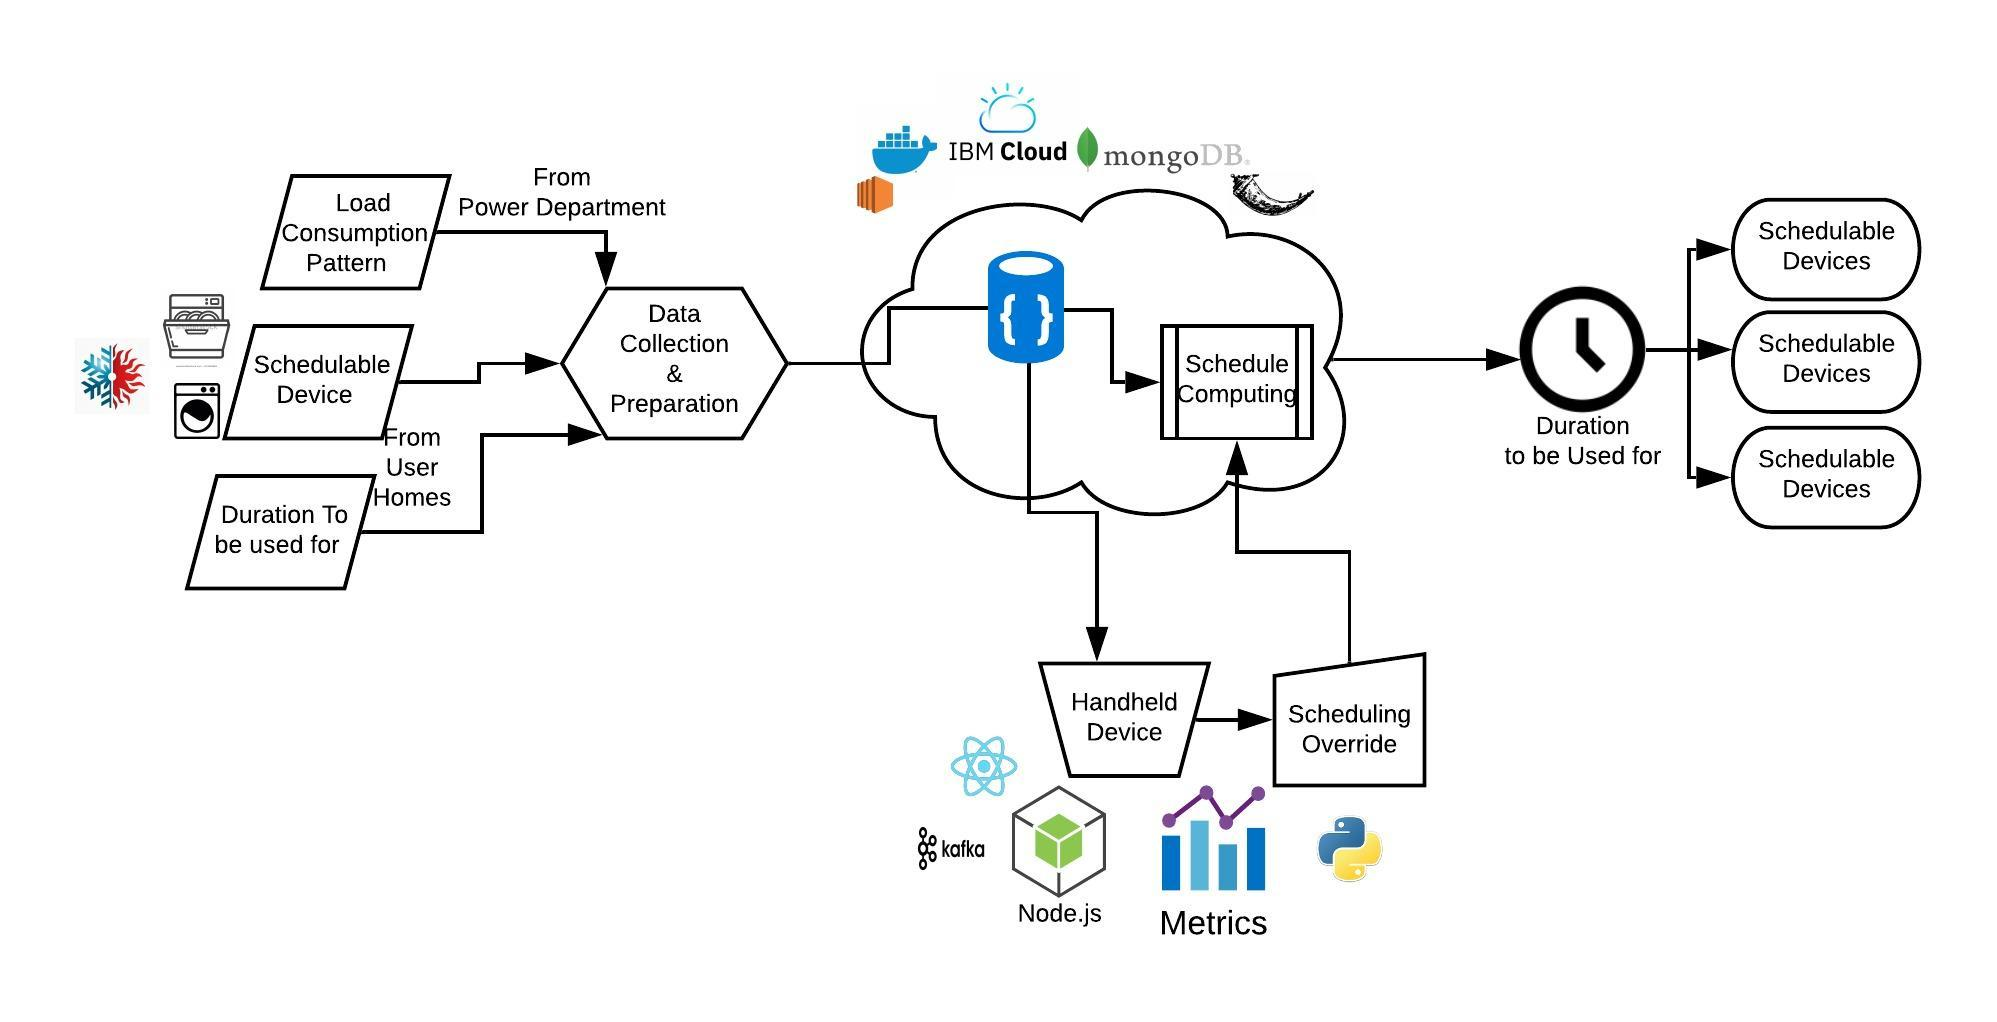 IBM Cloud
mongoDB
From
Power Department
Load
Consumption
Pattern
Schedulable
Device
From
User
Homes
Duration To
be used for
Data
Collection
&
Preparation
{ }
Schedule
Computing
Duration
to be Used for
Schedulable
Devices
Schedulable
Devices
Schedulable
Devices
Handheld
Device
Scheduling
Override
kafka
Node.js
Metrics